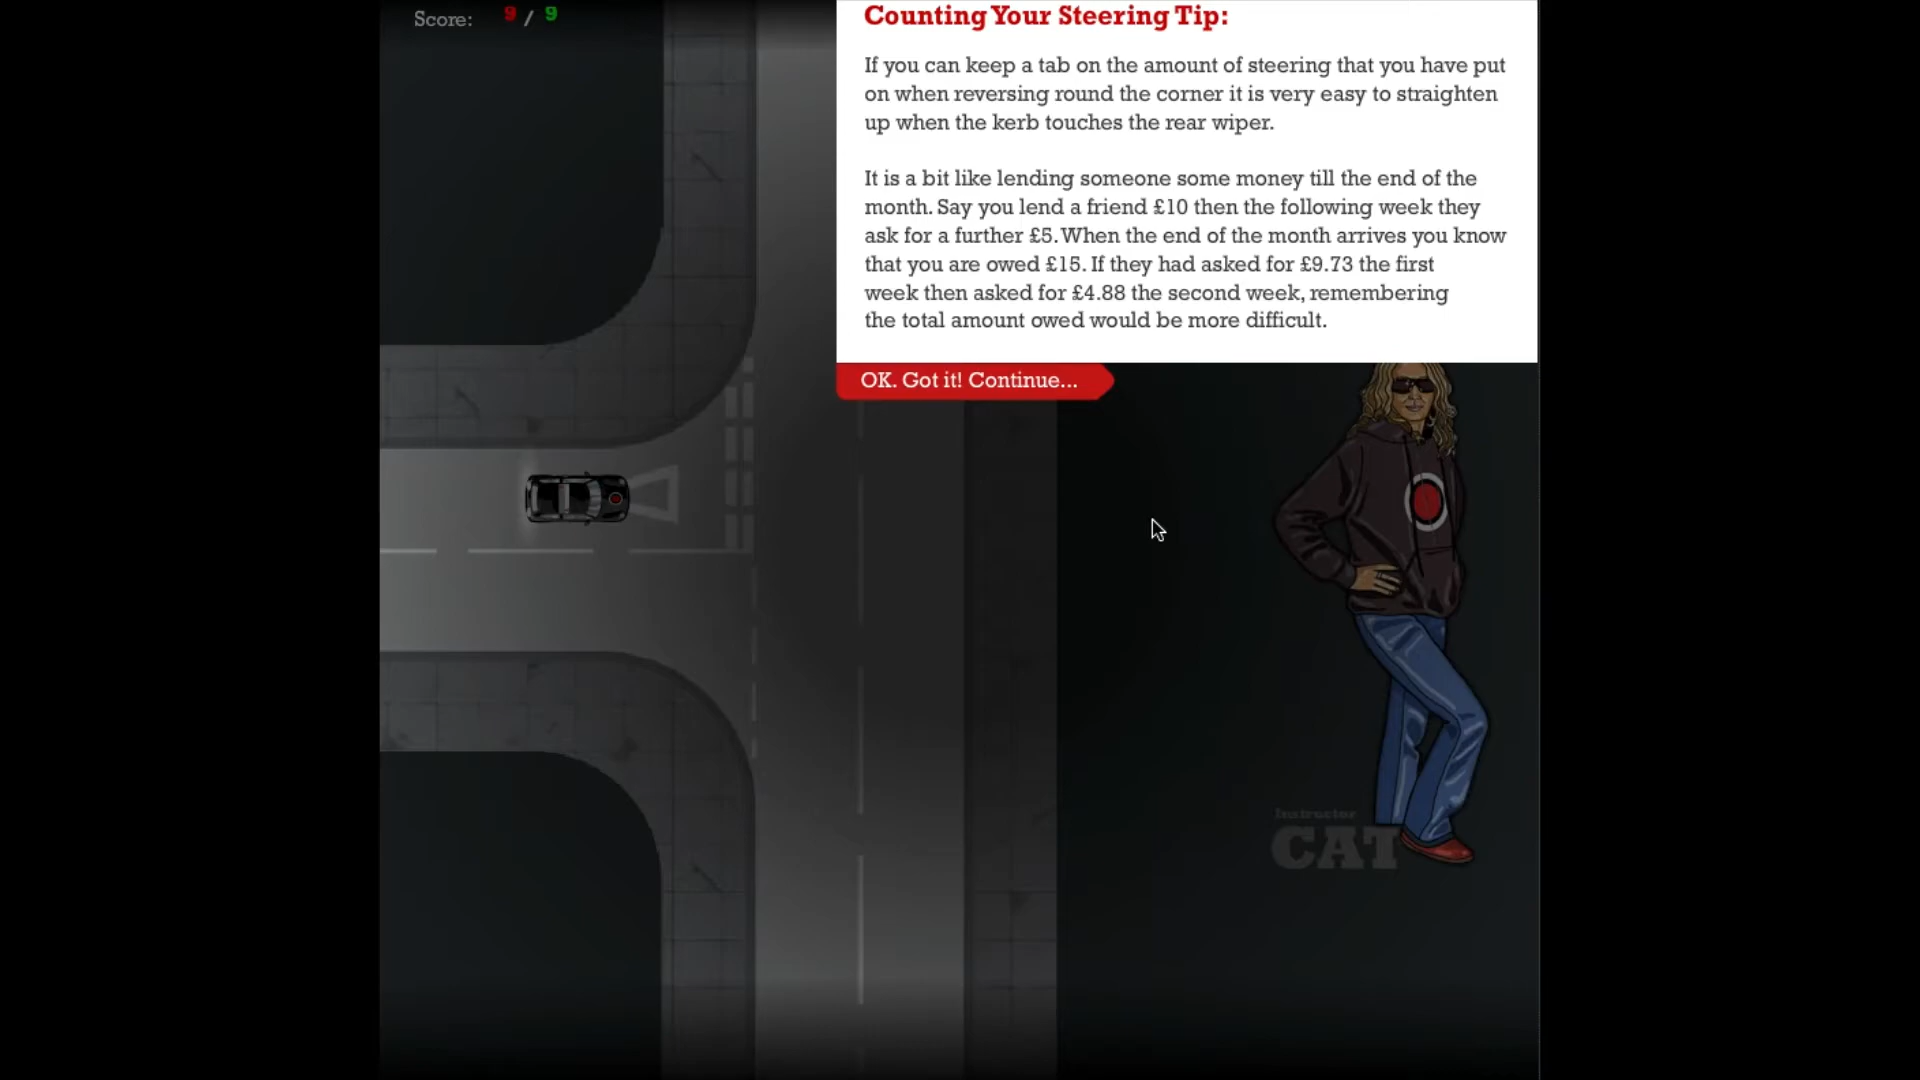 Score: 9 / 9
Counting Your Steering Tip:
If you can keep a tab on the amount of steering that you have put
on when reversing round the corner it is very easy to straighten
up when the kerb touches the rear wiper.
It is a bit like lending someone some money till the end of the
month. Say you lend a friend £10 then the following week they
ask for a further £5. When the end of the month arrives you know
that you are owed £15. If they had asked for £9.73 the first
week then asked for £4.88 the second week, remembering
the total amount owed would be more difficult.
OK. Got it! Continue...
Instructor
CAT